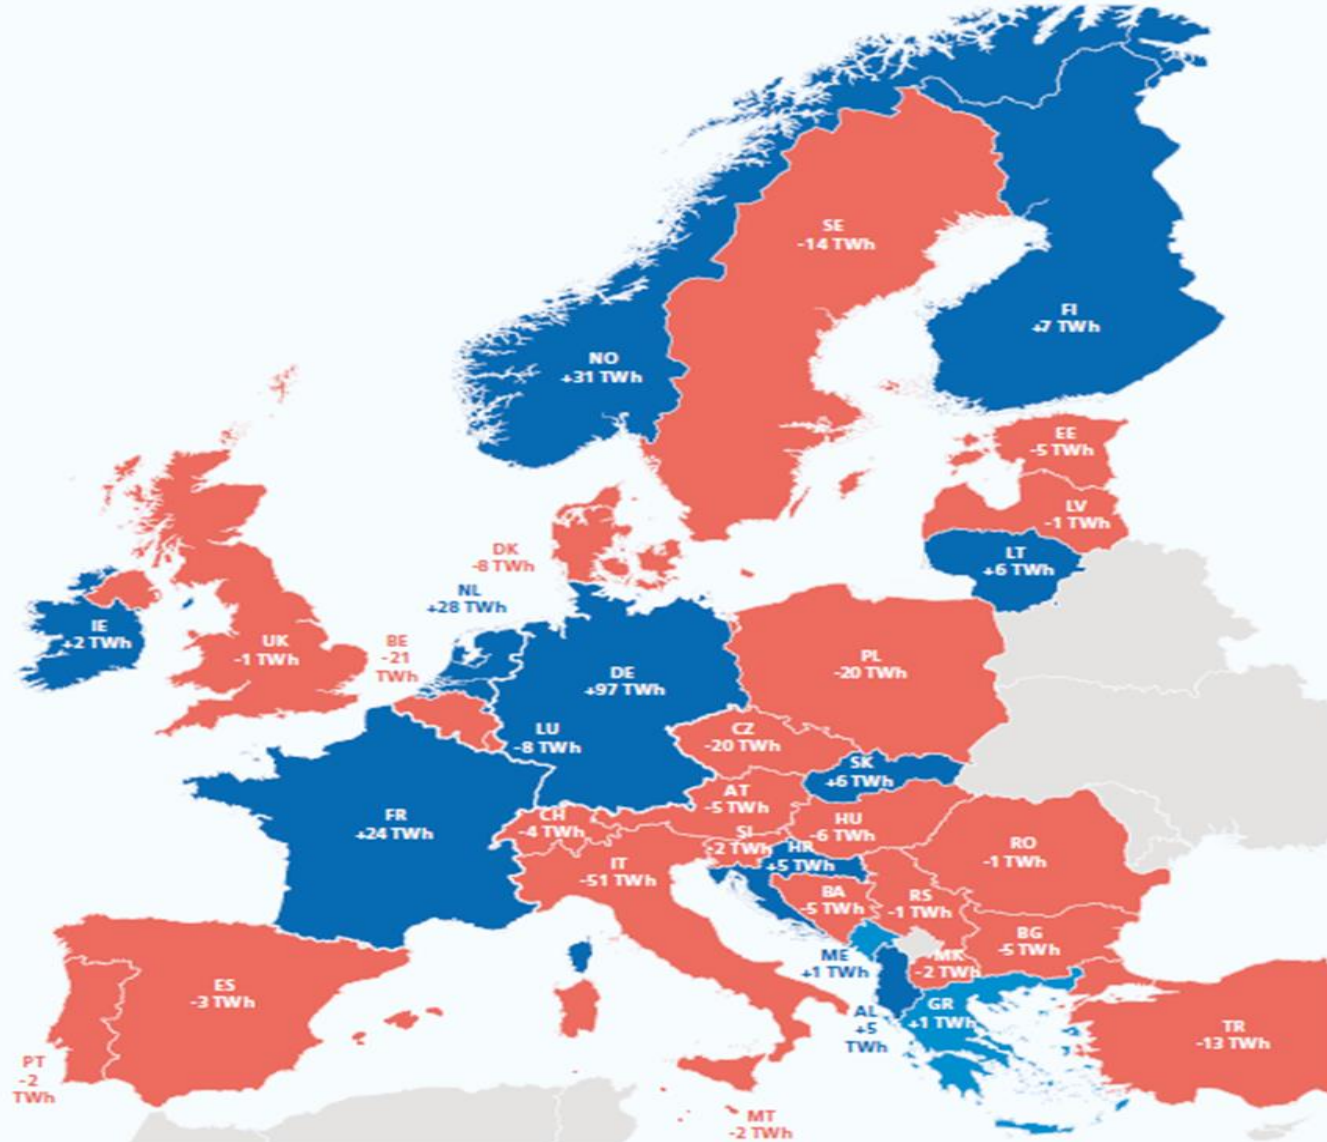 SE
-14 TWh
FI
+7 TWh
NO
+31 TWh
EE
-5 TWh
LV
-1 TWh
LT
+6 TWh
DK
-8 TWh
NL
+28 TWh
IE
+2 TWh
UK
-1 TWh
BE
-21
TWh
DE
+97 TWh
PL
-20 TWh
LU
-8 TWh
CZ
-20 TWh
SK
+6 TWh
AT
-5 TWh
FR
+24 TWh
CH
-4 TWh
HU
-6 TWh
SI
-2 TWh
HR
+5 TWh
RO
-1 TWh
IT
-51 TWh
BA
-5 TWh
RS
-1 TWh
BG
-5 TWh
ME
+1 TWh
MK
-2 TWh
ES
-3 TWh
AL
+5
TWh
GR
+1 TWh
TR
-13 TWh
PT
-2
TWh
MT
-2 TWh